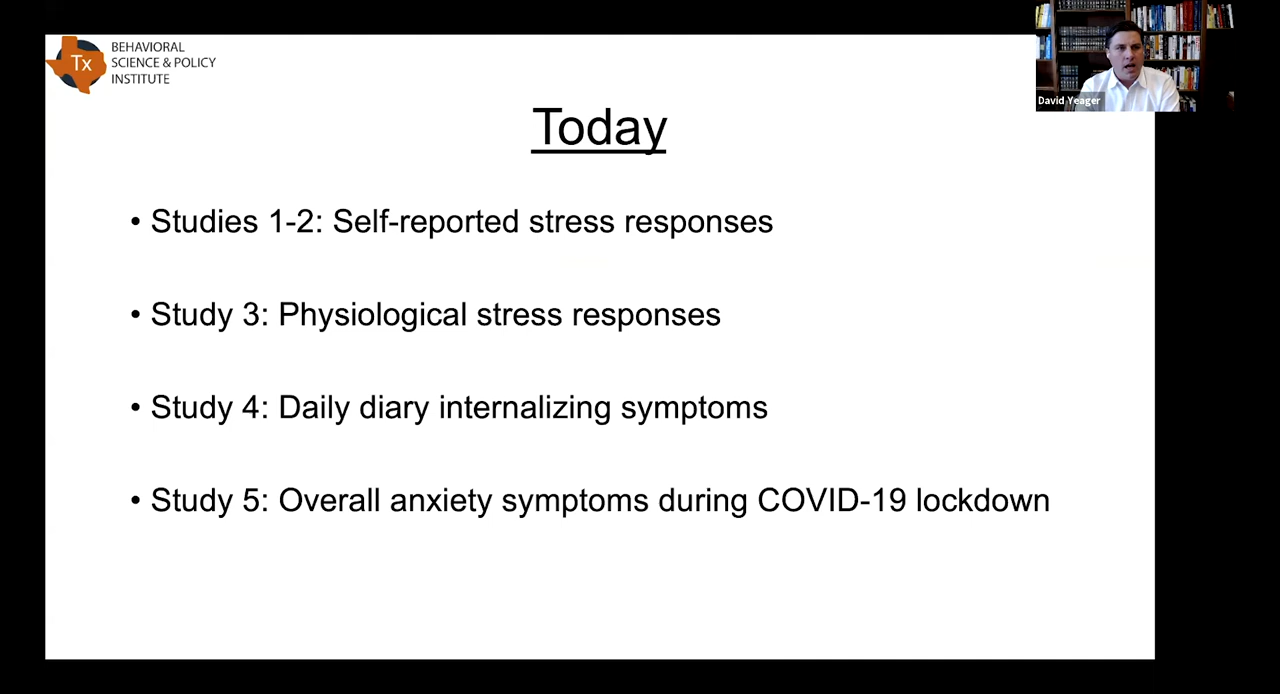 Tx
BEHAVIORAL
SCIENCE & POLICY
INSTITUTE
David Yeager
Today
• Studies 1-2: Self-reported stress responses
• Study 3: Physiological stress responses
• Study 4: Daily diary internalizing symptoms
• Study 5: Overall anxiety symptoms during COVID-19 lockdown